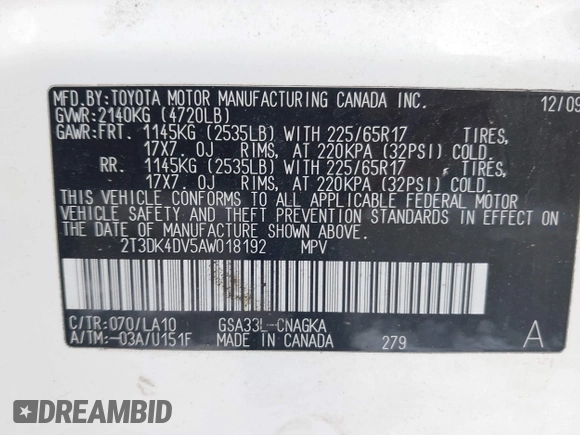 MFD.BY:TOYOTA MOTOR MANUFACTURING CANADA INC. 12/09
GVWR:2140KG (4720LB)
GAWR:FRT. 1145KG (2535LB) WITH 225/65R17 TIRES,
17X7.0J RIMS, AT 220KPA (32PSI) COLD.
RR. 1145KG (2535LB) WITH 225/65R17 TIRES,
17X7.0J RIMS, AT 220KPA (32PSI) COLD.
THIS VEHICLE CONFORMS TO ALL APPLICABLE FEDERAL MOTOR
VEHICLE SAFETY AND THEFT PREVENTION STANDARDS IN EFFECT ON
THE DATE OF MANUFACTURE SHOWN ABOVE.
2T3DK4DV5AW018192 MPV
C/TR:070/LA10 GSA33L-CNAGKA
A/TM:-03A/U151F MADE IN CANADA 279 A
DREAMBID